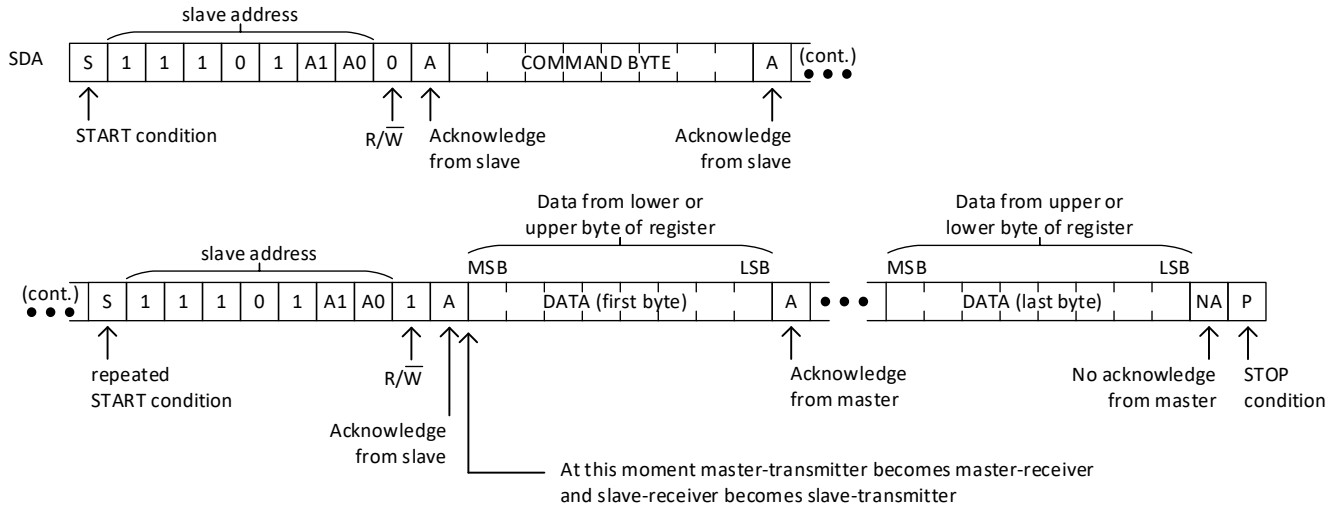 slave address
SDA S 1 1 1 0 1 A1 A0 0 A COMMAND BYTE A (cont.)
START condition
R/W̅
Acknowledge
from slave
Acknowledge
from slave
Data from lower or
upper byte of register
Data from upper or
lower byte of register
slave address
MSB LSB
MSB LSB
(cont.) S 1 1 1 0 1 A1 A0 1 A DATA (first byte) A DATA (last byte) NA P
repeated
START condition
R/W̅
Acknowledge
from slave
Acknowledge
from master
No acknowledge
from master
STOP
condition
At this moment master-transmitter becomes master-receiver
and slave-receiver becomes slave-transmitter